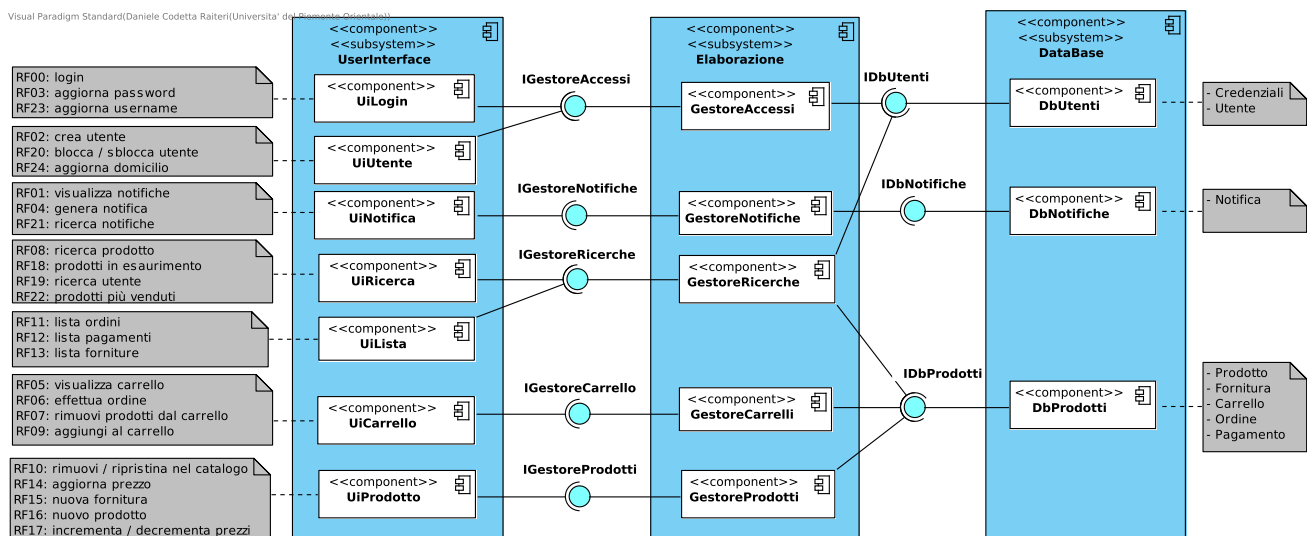 Visual Paradigm Standard(Daniele Codetta Raiteri(Universita' del Piemonte Orientale))
RF00: login
RF03: aggiorna password
RF23: aggiorna username
RF02: crea utente
RF20: blocca / sblocca utente
RF24: aggiorna domicilio
RF01: visualizza notifiche
RF04: genera notifica
RF21: ricerca notifiche
RF08: ricerca prodotto
RF18: prodotti in esaurimento
RF19: ricerca utente
RF22: prodotti più venduti
RF11: lista ordini
RF12: lista pagamenti
RF13: lista forniture
RF05: visualizza carrello
RF06: effettua ordine
RF07: rimuovi prodotti dal carrello
RF09: aggiungi al carrello
RF10: rimuovi / ripristina nel catalogo
RF14: aggiorna prezzo
RF15: nuova fornitura
RF16: nuovo prodotto
RF17: incrementa / decrementa prezzi
<<component>>
<<subsystem>>
UserInterface
<<component>>
UiLogin
<<component>>
UiUtente
<<component>>
UiNotifica
<<component>>
UiRicerca
<<component>>
UiLista
<<component>>
UiCarrello
<<component>>
UiProdotto
IGestoreAccessi
IGestoreNotifiche
IGestoreRicerche
IGestoreCarrello
IGestoreProdotti
<<component>>
<<subsystem>>
Elaborazione
<<component>>
GestoreAccessi
<<component>>
GestoreNotifiche
<<component>>
GestoreRicerche
<<component>>
GestoreCarrelli
<<component>>
GestoreProdotti
IDbUtenti
IDbNotifiche
IDbProdotti
<<component>>
<<subsystem>>
DataBase
<<component>>
DbUtenti
<<component>>
DbNotifiche
<<component>>
DbProdotti
- Credenziali
- Utente
- Notifica
- Prodotto
- Fornitura
- Carrello
- Ordine
- Pagamento